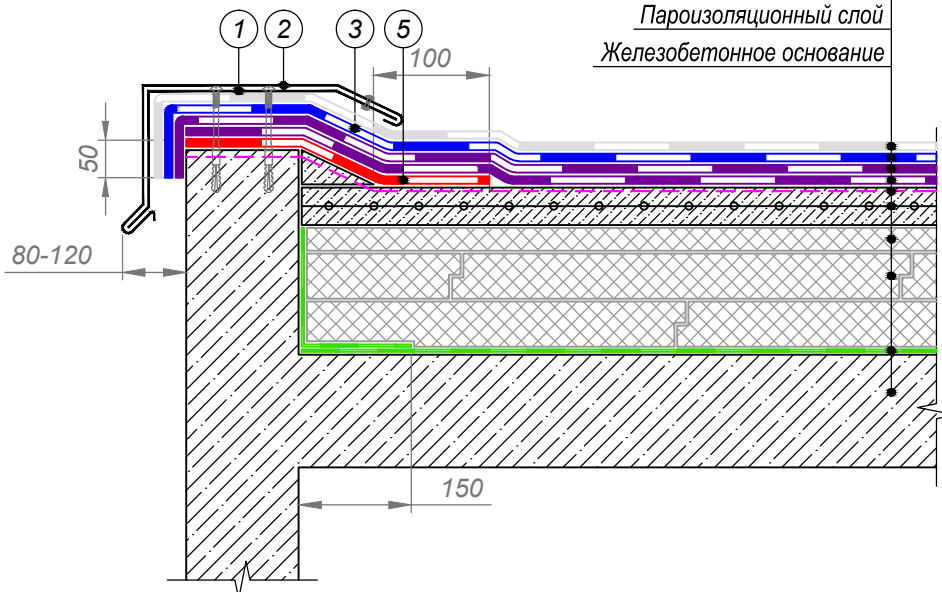 Пароизоляционный слой
Железобетонное основание
1 2 3 5
100
50
80-120
150